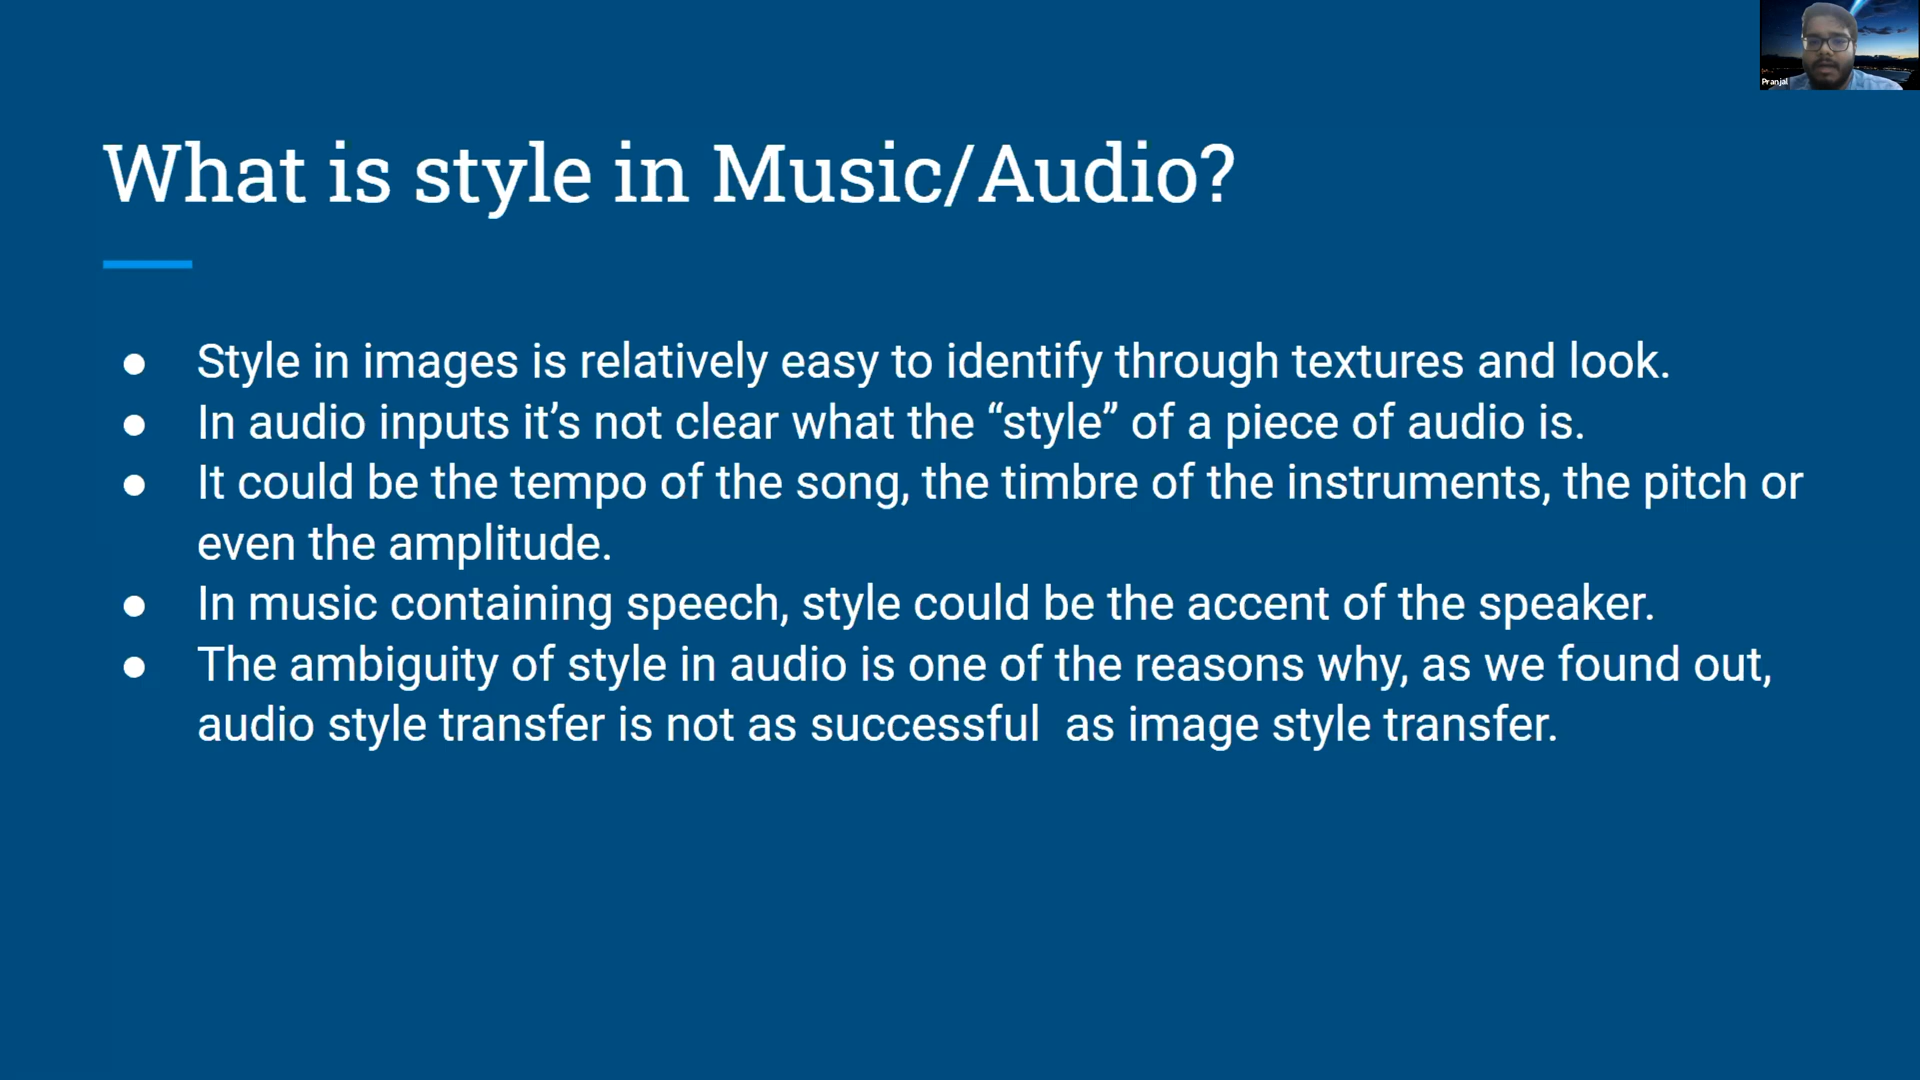 Pranjal
What is style in Music/Audio?
● Style in images is relatively easy to identify through textures and look.
● In audio inputs it’s not clear what the “style” of a piece of audio is.
● It could be the tempo of the song, the timbre of the instruments, the pitch or
even the amplitude.
● In music containing speech, style could be the accent of the speaker.
● The ambiguity of style in audio is one of the reasons why, as we found out,
audio style transfer is not as successful  as image style transfer.